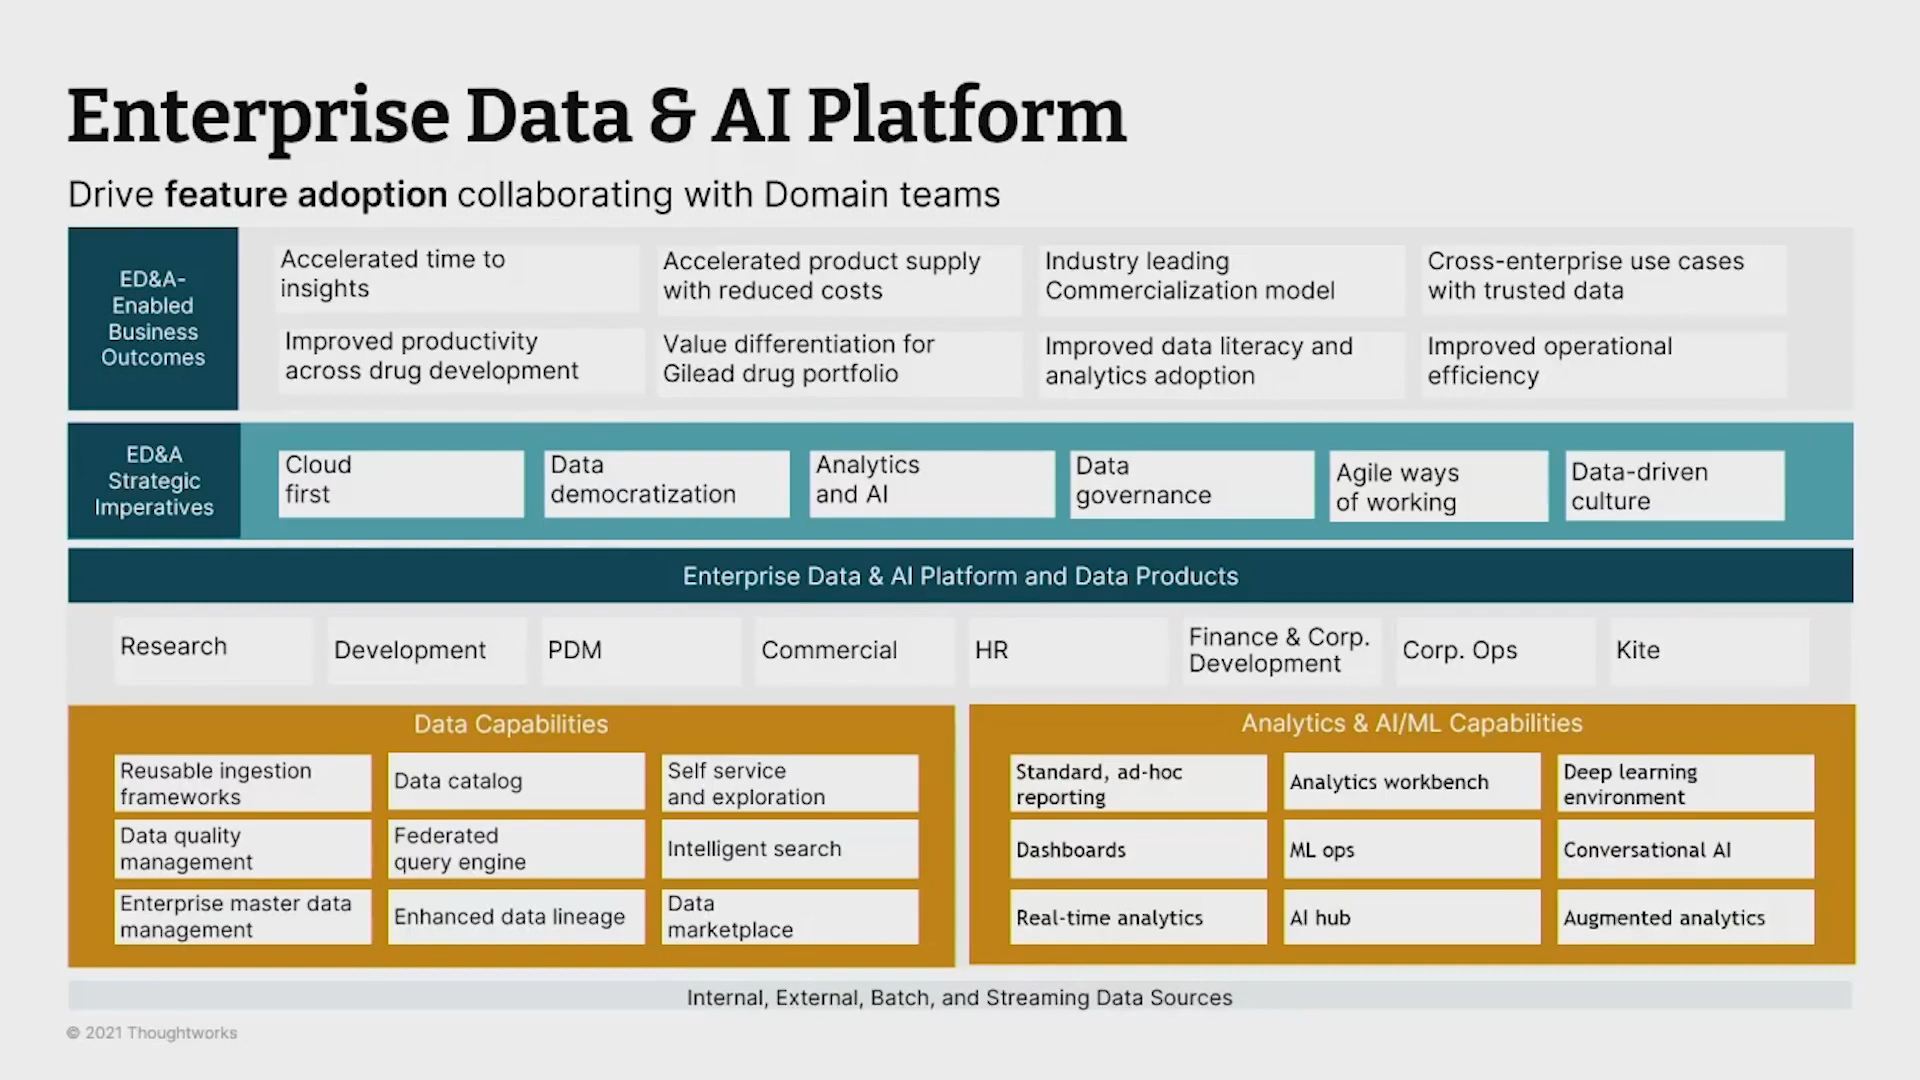 Enterprise Data & AI Platform
Drive feature adoption collaborating with Domain teams
ED&A-
Enabled
Business
Outcomes
Accelerated time to
insights
Accelerated product supply
with reduced costs
Industry leading
Commercialization model
Cross-enterprise use cases
with trusted data
Improved productivity
across drug development
Value differentiation for
Gilead drug portfolio
Improved data literacy and
analytics adoption
Improved operational
efficiency
ED&A
Strategic
Imperatives
Cloud
first
Data
democratization
Analytics
and AI
Data
governance
Agile ways
of working
Data-driven
culture
Enterprise Data & AI Platform and Data Products
Research
Development
PDM
Commercial
HR
Finance & Corp.
Development
Corp. Ops
Kite
Data Capabilities
Reusable ingestion
frameworks
Data catalog
Self service
and exploration
Data quality
management
Federated
query engine
Intelligent search
Enterprise master data
management
Enhanced data lineage
Data
marketplace
Analytics & AI/ML Capabilities
Standard, ad-hoc
reporting
Analytics workbench
Deep learning
environment
Dashboards
ML ops
Conversational AI
Real-time analytics
AI hub
Augmented analytics
Internal, External, Batch, and Streaming Data Sources
© 2021 Thoughtworks